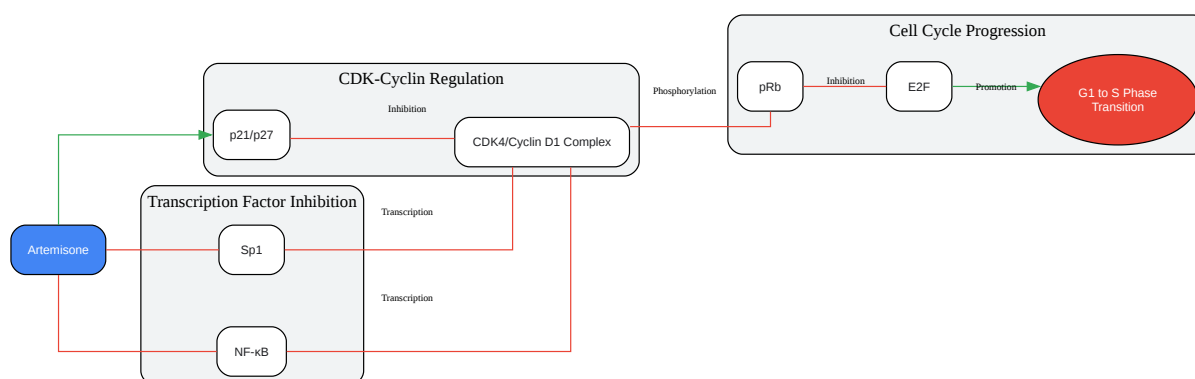 Cell Cycle Progression
CDK-Cyclin Regulation
Phosphorylation
pRb
Inhibition
E2F
Promotion
G1 to S Phase
Transition
Inhibition
p21/p27
CDK4/Cyclin D1 Complex
Transcription Factor Inhibition
Transcription
Artemisone
Sp1
Transcription
NF-κB